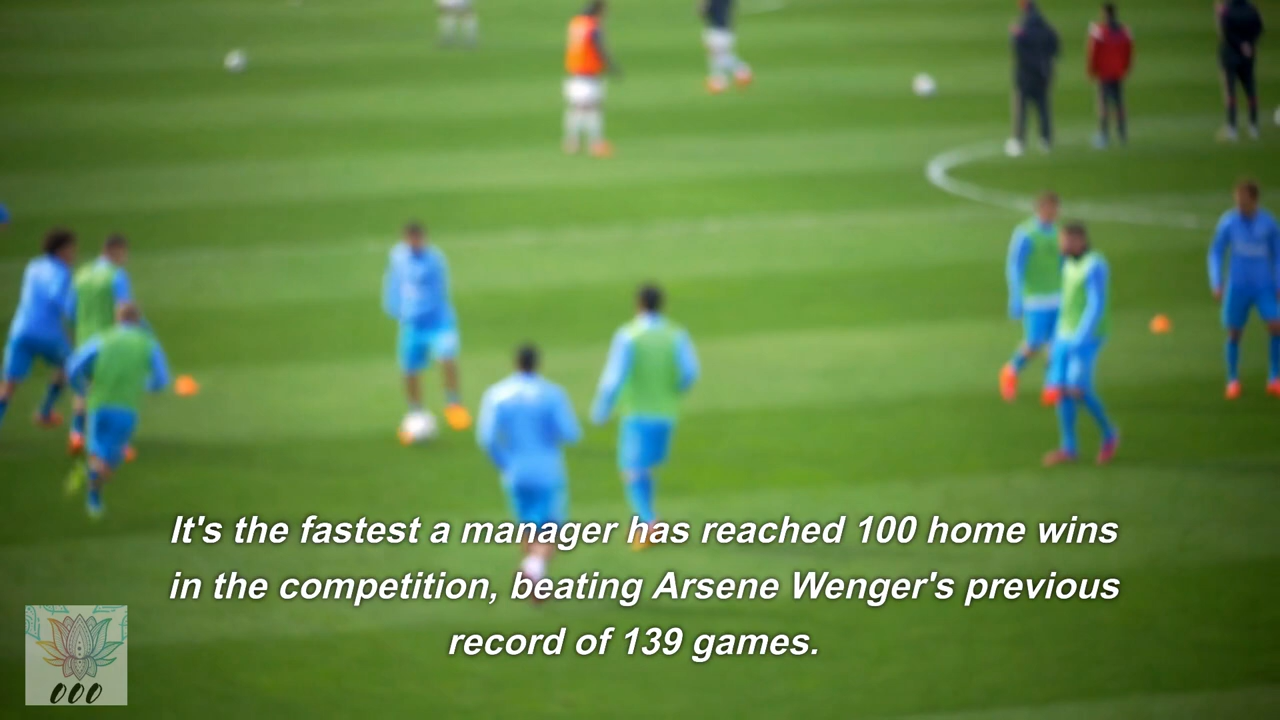 It's the fastest a manager has reached 100 home wins
in the competition, beating Arsene Wenger's previous
record of 139 games.
000